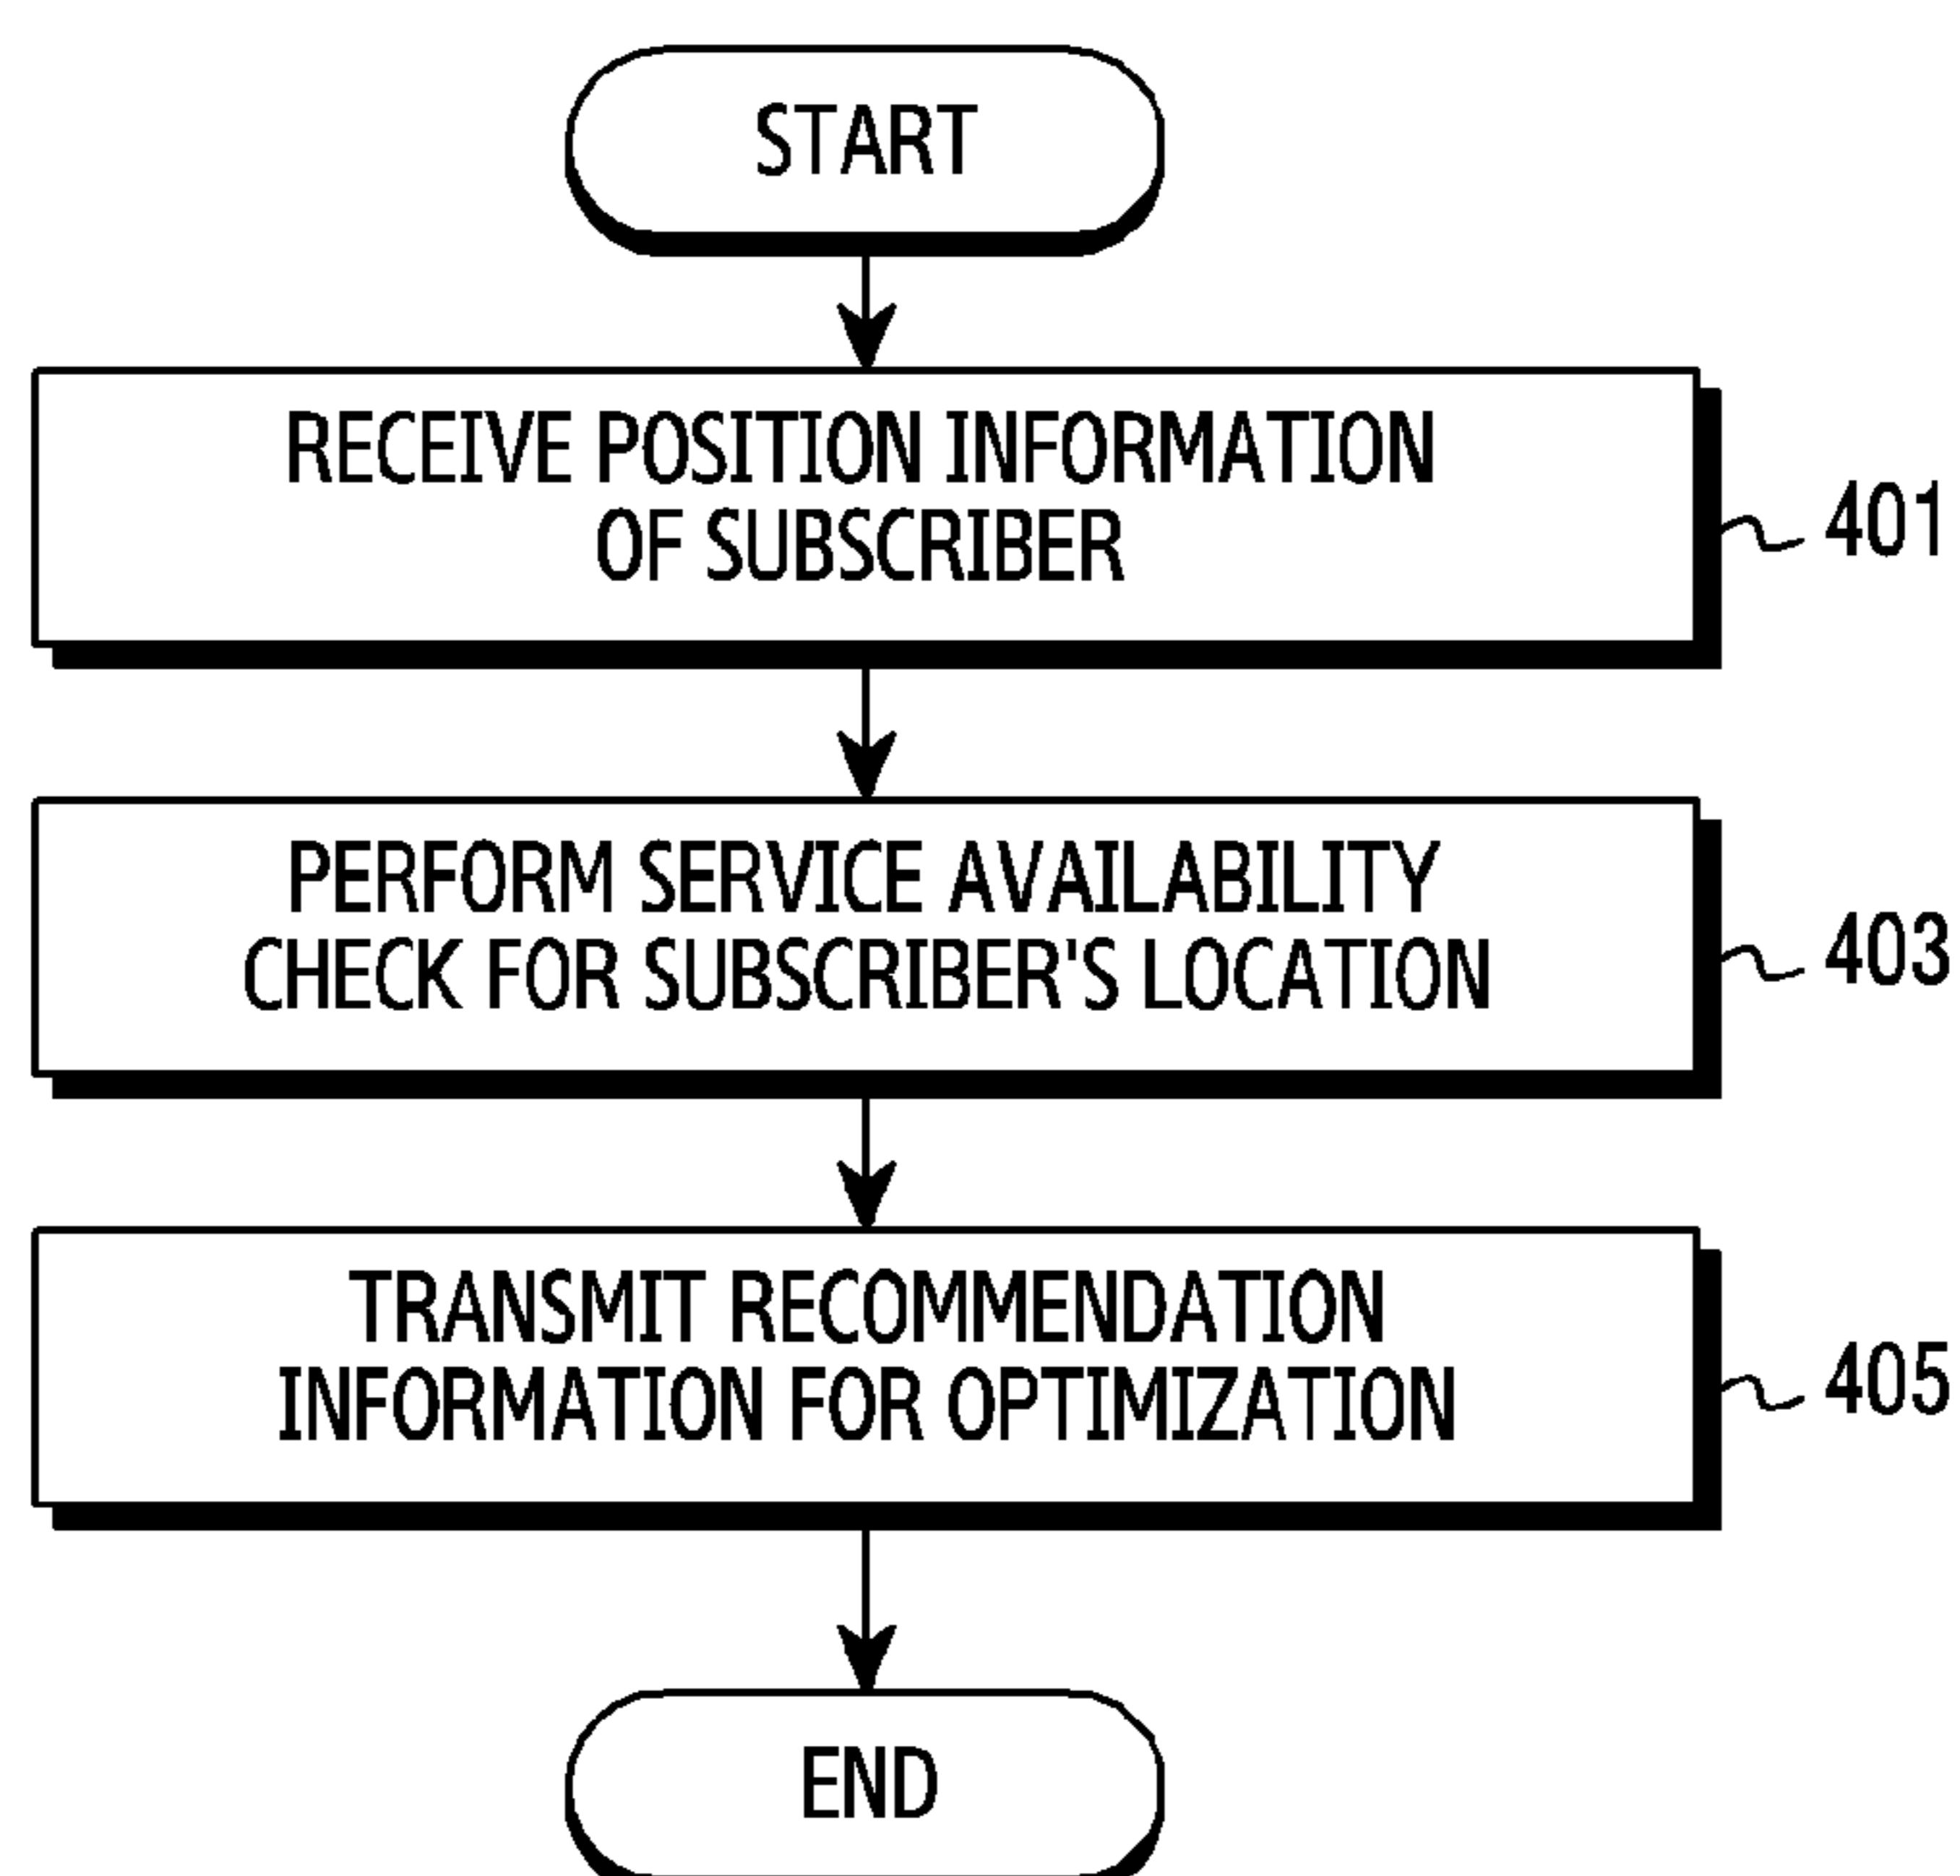 START
RECEIVE POSITION INFORMATION
OF SUBSCRIBER
401
PERFORM SERVICE AVAILABILITY
CHECK FOR SUBSCRIBER'S LOCATION
403
TRANSMIT RECOMMENDATION
INFORMATION FOR OPTIMIZATION
405
END